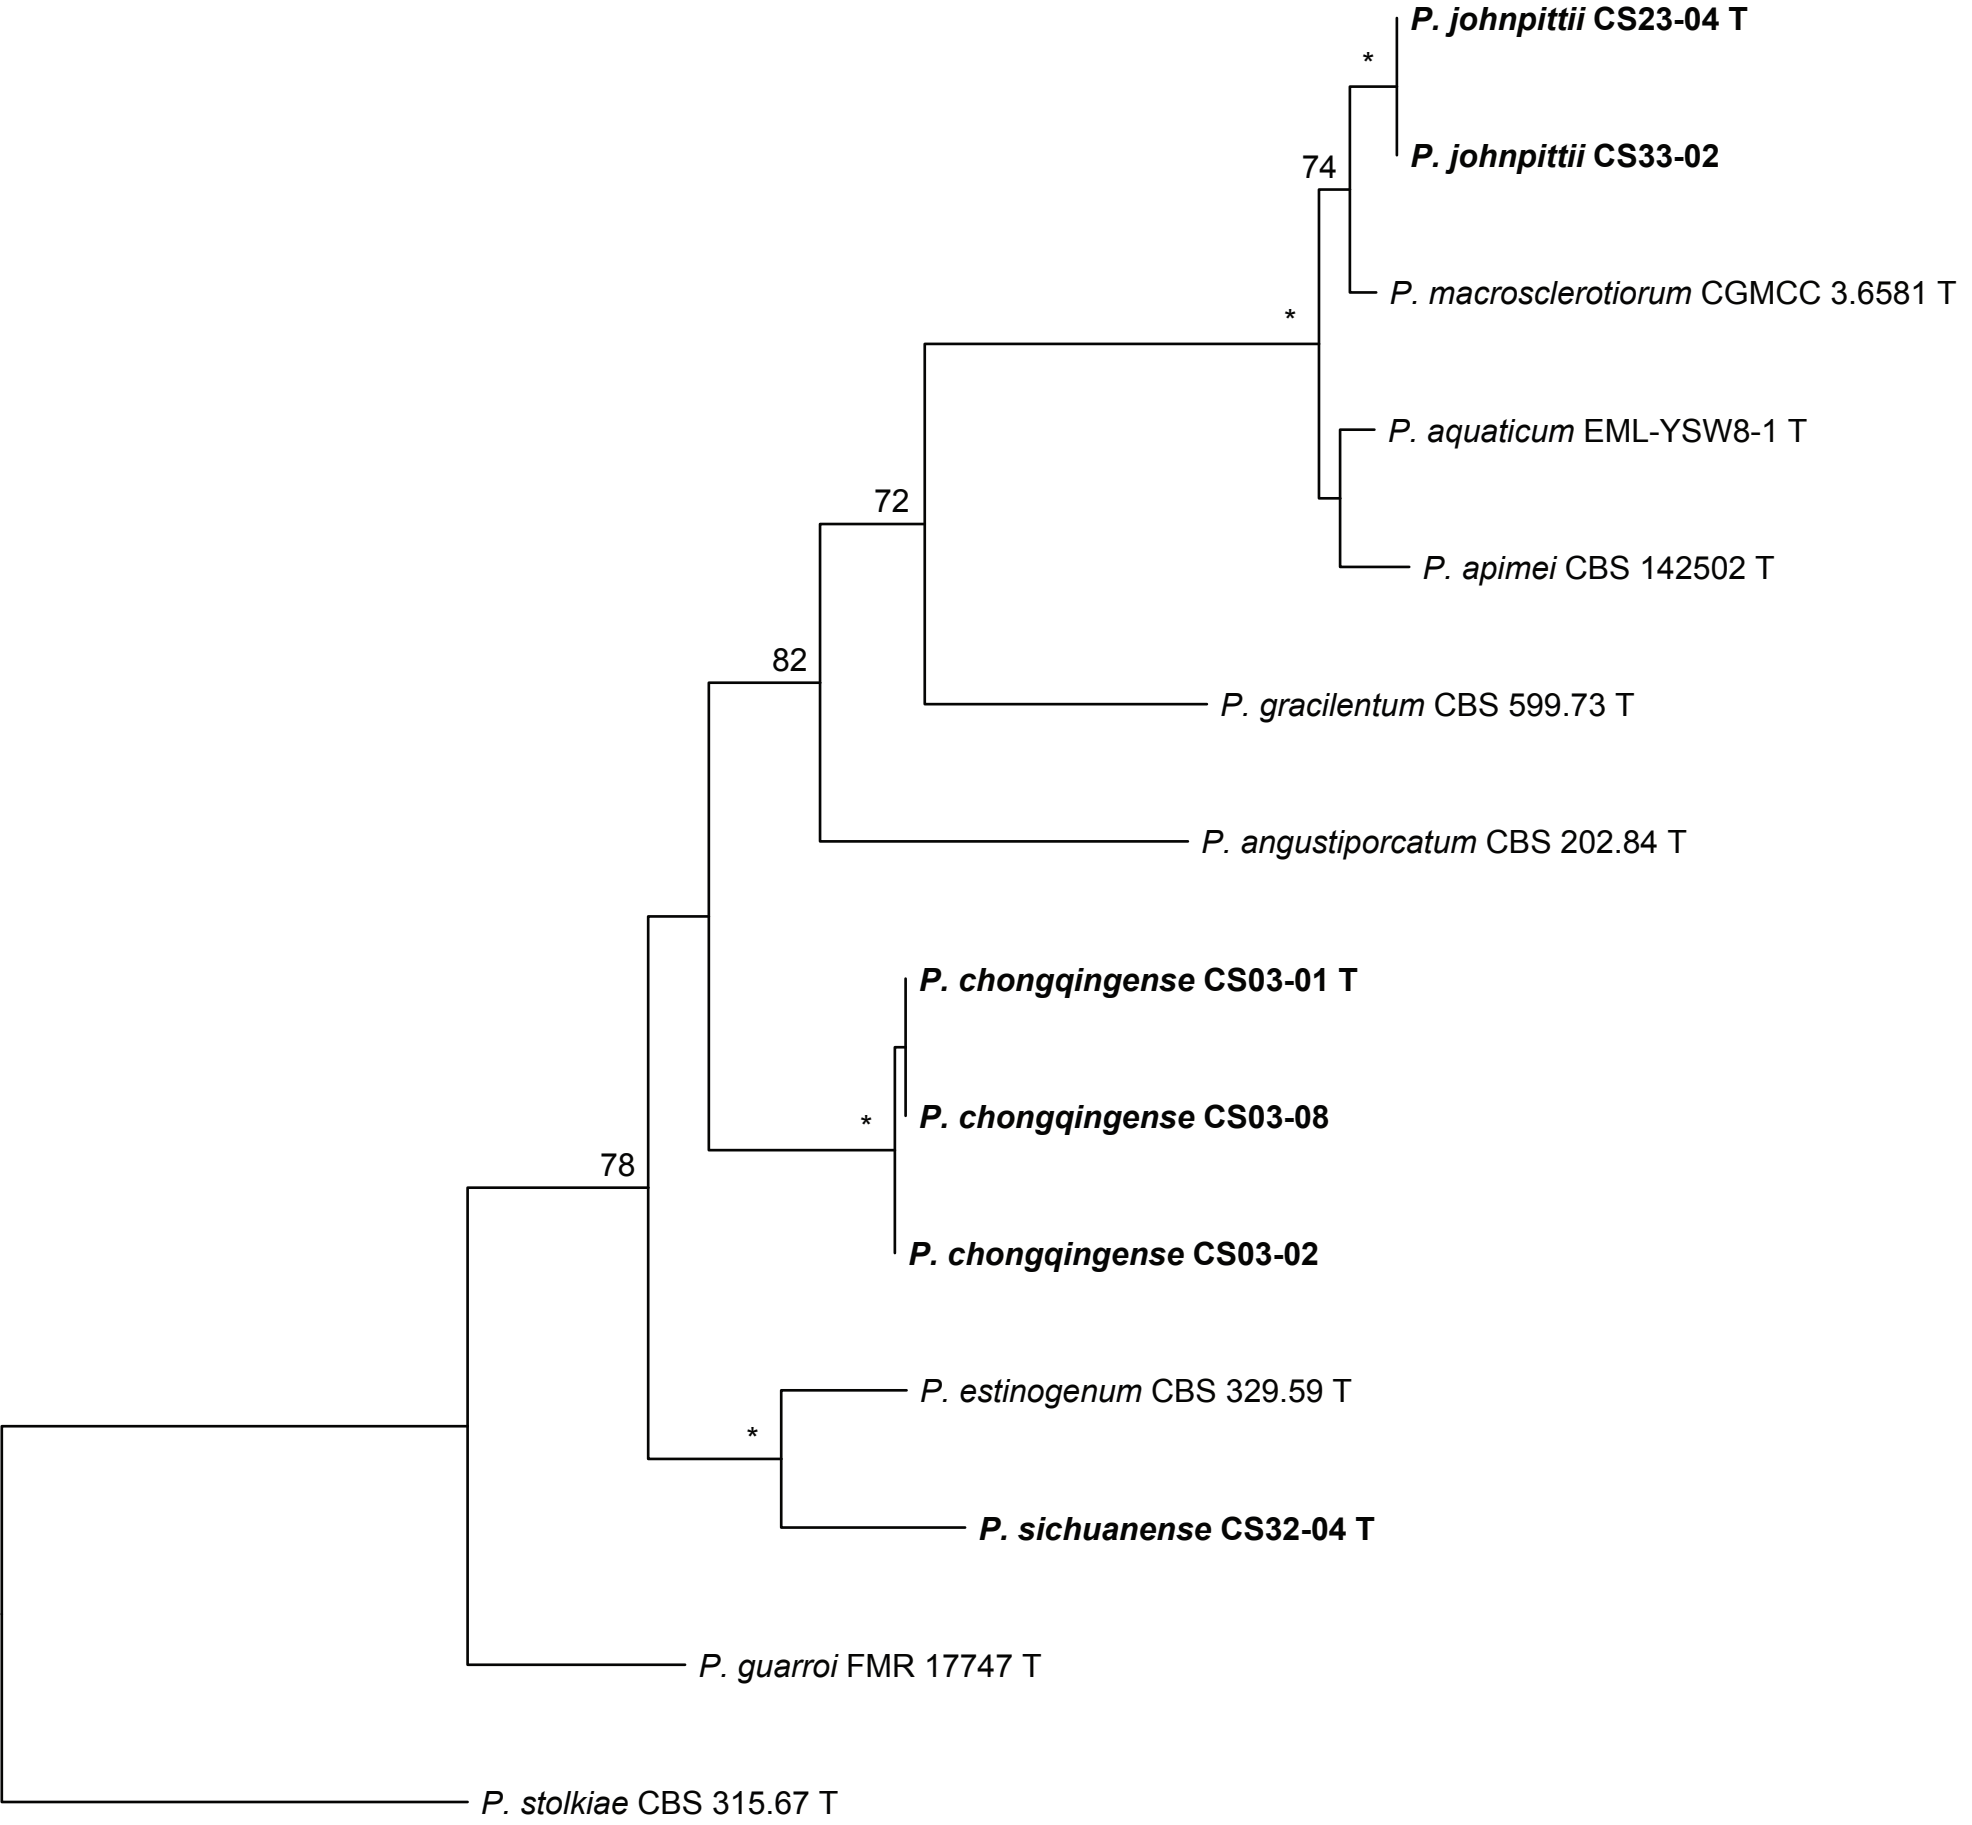 P. johnpittii CS23-04 T
*
P. johnpittii CS33-02
74
P. macrosclerotiorum CGMCC 3.6581 T
*
P. aquaticum EML-YSW8-1 T
72
P. apimei CBS 142502 T
82
P. gracilentum CBS 599.73 T
P. angustiporcatum CBS 202.84 T
P. chongqingense CS03-01 T
P. chongqingense CS03-08
*
78
P. chongqingense CS03-02
P. estinogenum CBS 329.59 T
*
P. sichuanense CS32-04 T
P. guarroi FMR 17747 T
P. stolkiae CBS 315.67 T